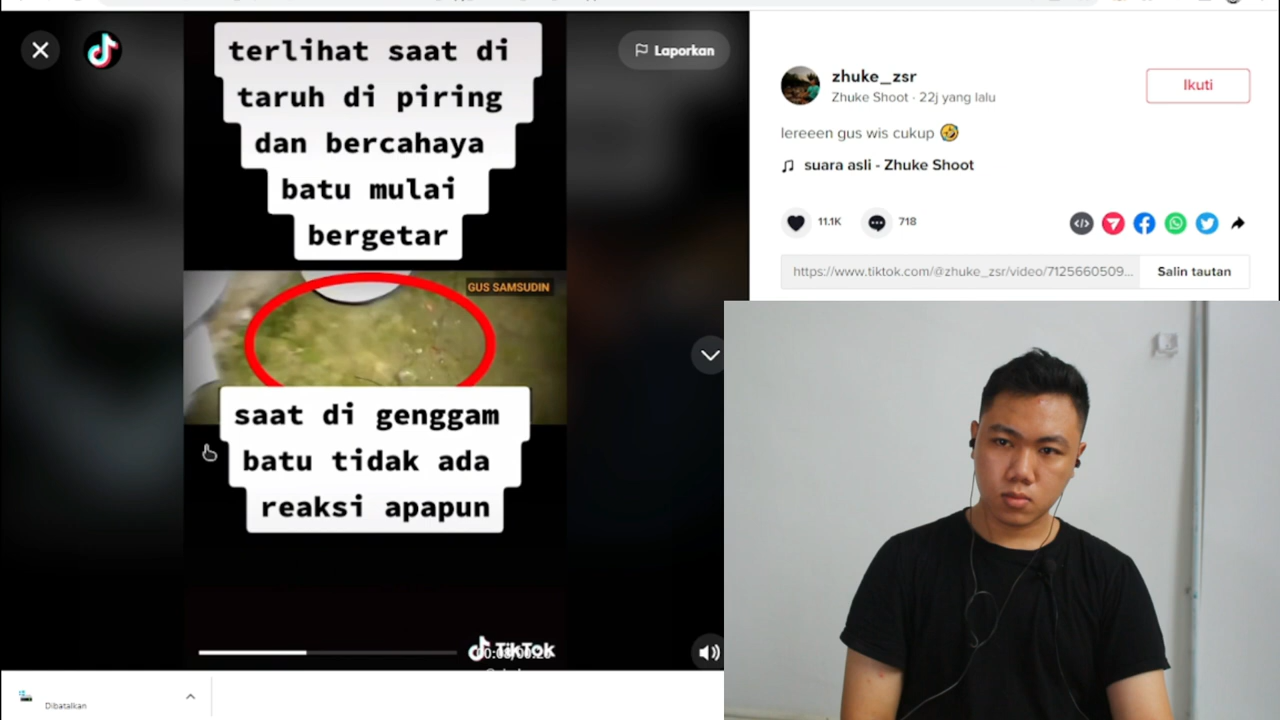 terlihat saat di
taruh di piring
dan bercahaya
batu mulai
bergetar
GUS SAMSUDIN
saat di genggam
batu tidak ada
reaksi apapun
TikTok
Laporkan
zhuke_zsr
Zhuke Shoot · 22j yang lalu
Ikuti
lereeen gus wis cukup 🤣
suara asli - Zhuke Shoot
11.1K
718
https://www.tiktok.com/@zhuke_zsr/video/7125660509...
Salin tautan
Dibatalkan